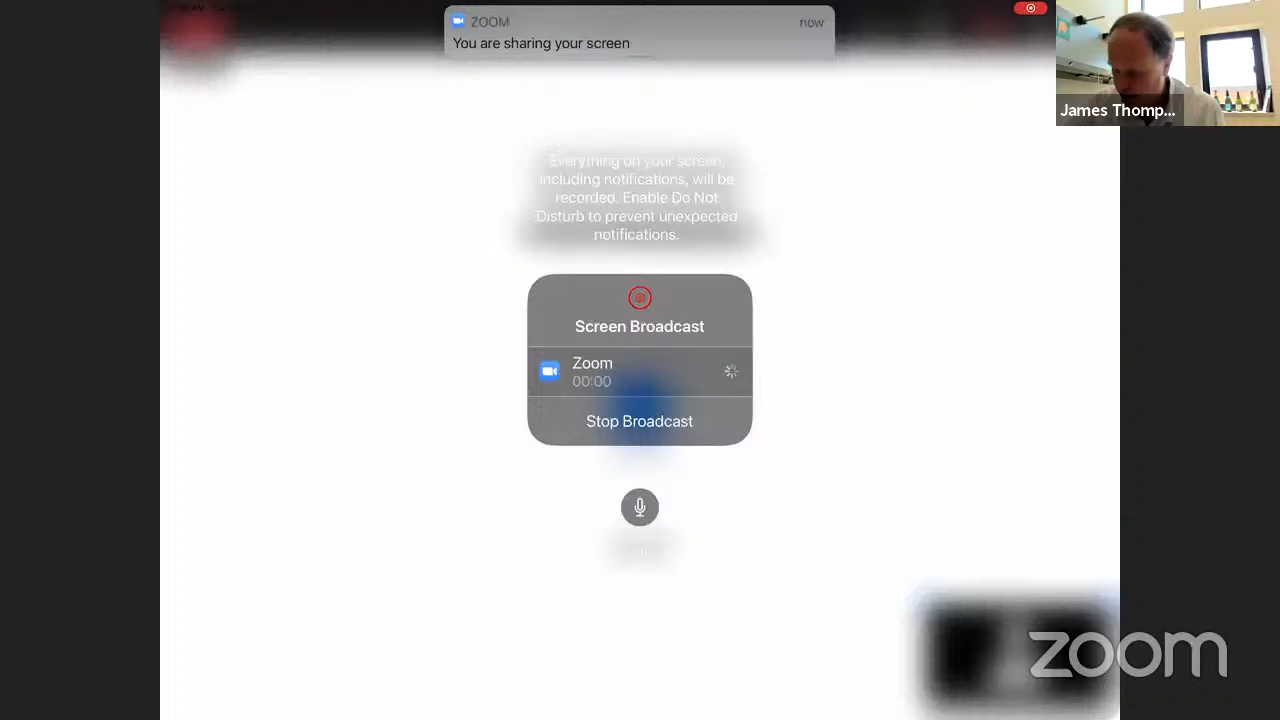 ZOOM
now
You are sharing your screen
James Thomp...
Everything on your screen,
including notifications, will be
recorded. Enable Do Not
Disturb to prevent unexpected
notifications.
Screen Broadcast
Zoom
00:00
Stop Broadcast
zoom